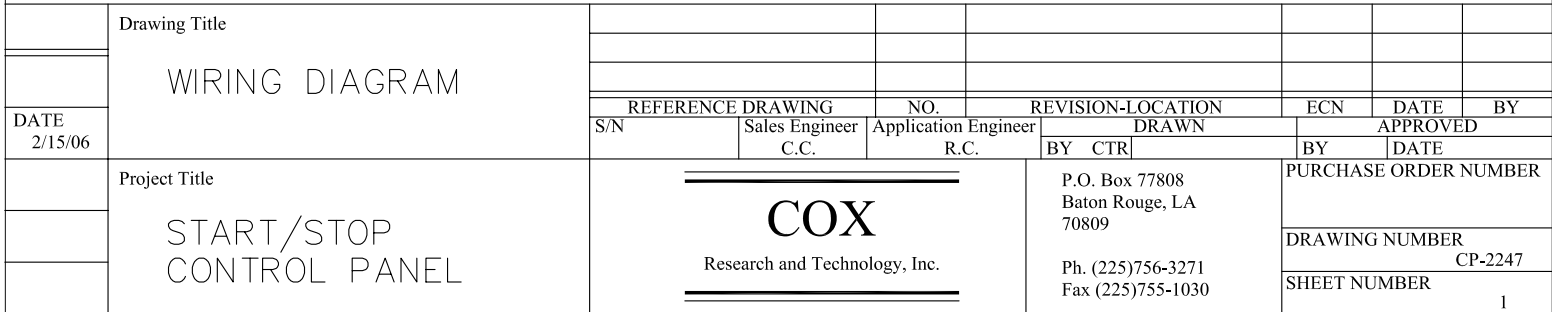 Drawing Title
WIRING DIAGRAM
REFERENCE DRAWING NO. REVISION-LOCATION ECN DATE BY
DATE
2/15/06
S/N Sales Engineer Application Engineer DRAWN APPROVED
C.C. R.C. BY CTR BY DATE
Project Title
START/STOP
CONTROL PANEL
COX
Research and Technology, Inc.
P.O. Box 77808
Baton Rouge, LA
70809
Ph. (225)756-3271
Fax (225)755-1030
PURCHASE ORDER NUMBER
DRAWING NUMBER
CP-2247
SHEET NUMBER
1